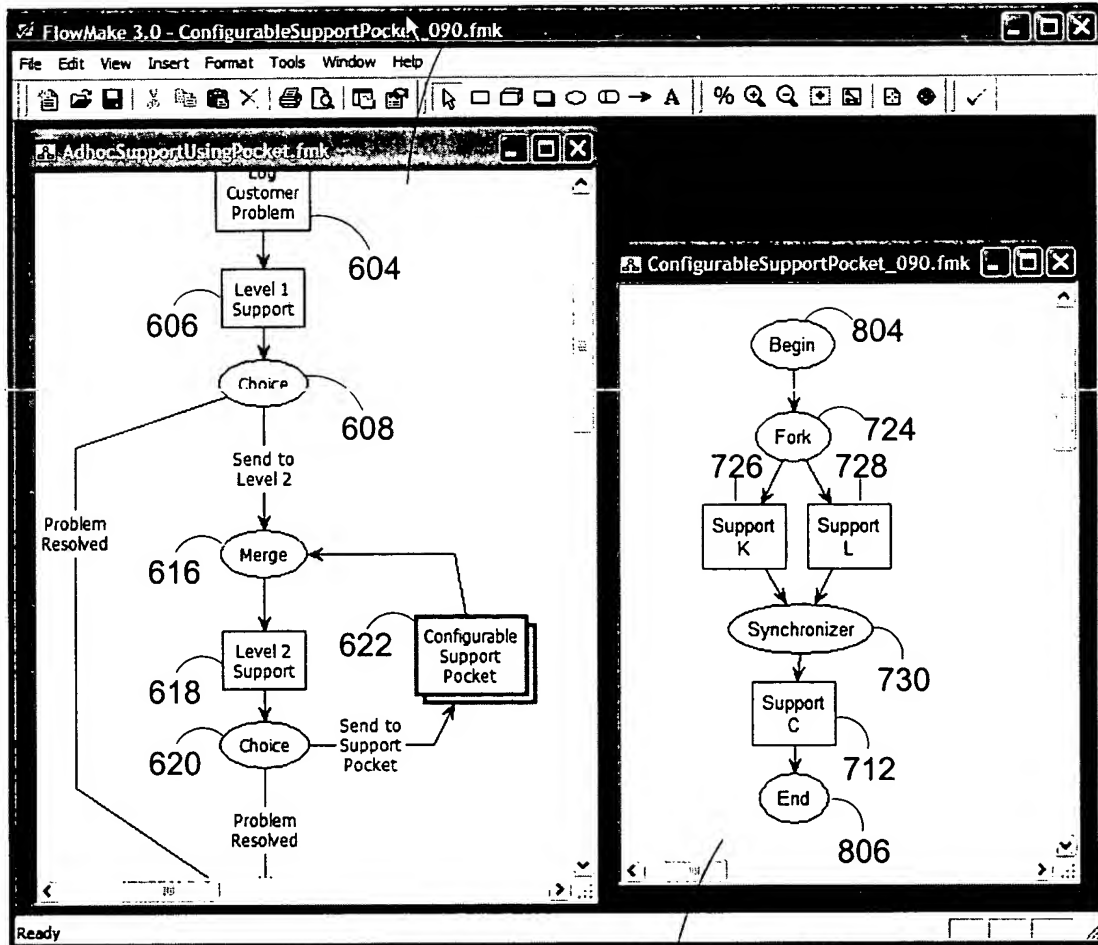 FlowMake 3.0 - ConfigurableSupportPocket_090.fmk
File Edit View Insert Format Tools Window Help
A %
AdhocSupportUsingPocket.fmk
Log
Customer
Problem
604
Level 1
Support
606
Choice
608
Send to
Level 2
Problem
Resolved
Merge
616
Level 2
Support
618
Configurable
Support
Pocket
622
Choice
620
Send to
Support
Pocket
Problem
Resolved
ConfigurableSupportPocket_090.fmk
Begin
804
Fork
724
726
728
Support
K
Support
L
Synchronizer
730
Support
C
712
End
806
Ready